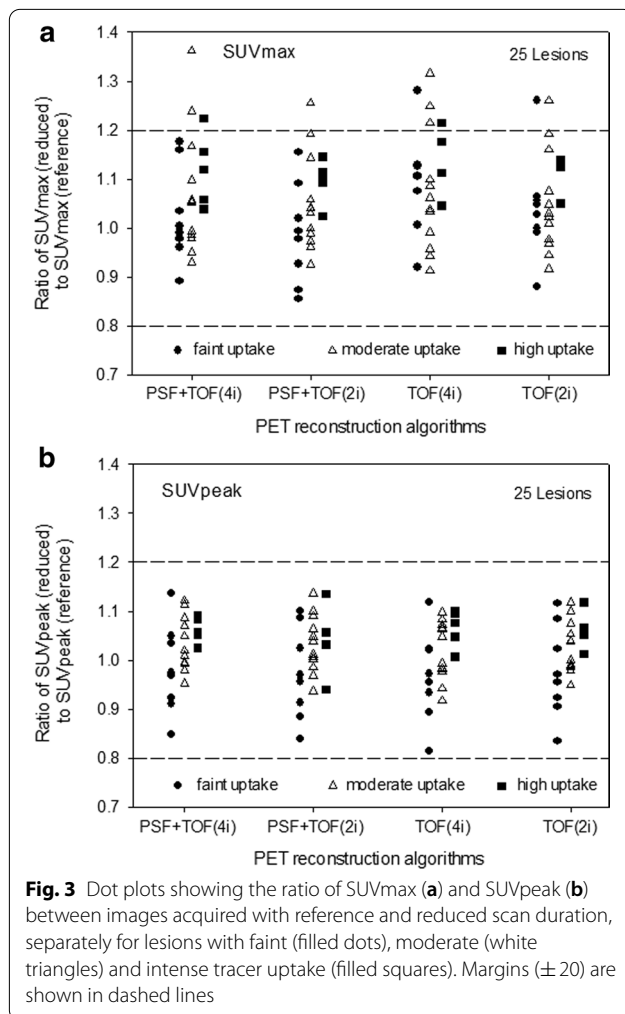 a
SUVmax
25 Lesions
Ratio of SUVmax (reduced)
to SUVmax (reference)
1.4
1.3
1.2
1.1
1.0
0.9
0.8
0.7
faint uptake
moderate uptake
high uptake
PSF+TOF(4i)
PSF+TOF(2i)
TOF(4i)
TOF(2i)
PET reconstruction algorithms
b
SUVpeak
25 Lesions
Ratio of SUVpeak (reduced)
to SUVpeak (reference)
1.4
1.3
1.2
1.1
1.0
0.9
0.8
0.7
faint uptake
moderate uptake
high uptake
PSF+TOF(4i)
PSF+TOF(2i)
TOF(4i)
TOF(2i)
PET reconstruction algorithms
Fig. 3 Dot plots showing the ratio of SUVmax (a) and SUVpeak (b)
between images acquired with reference and reduced scan duration,
separately for lesions with faint (filled dots), moderate (white
triangles) and intense tracer uptake (filled squares). Margins (± 20) are
shown in dashed lines